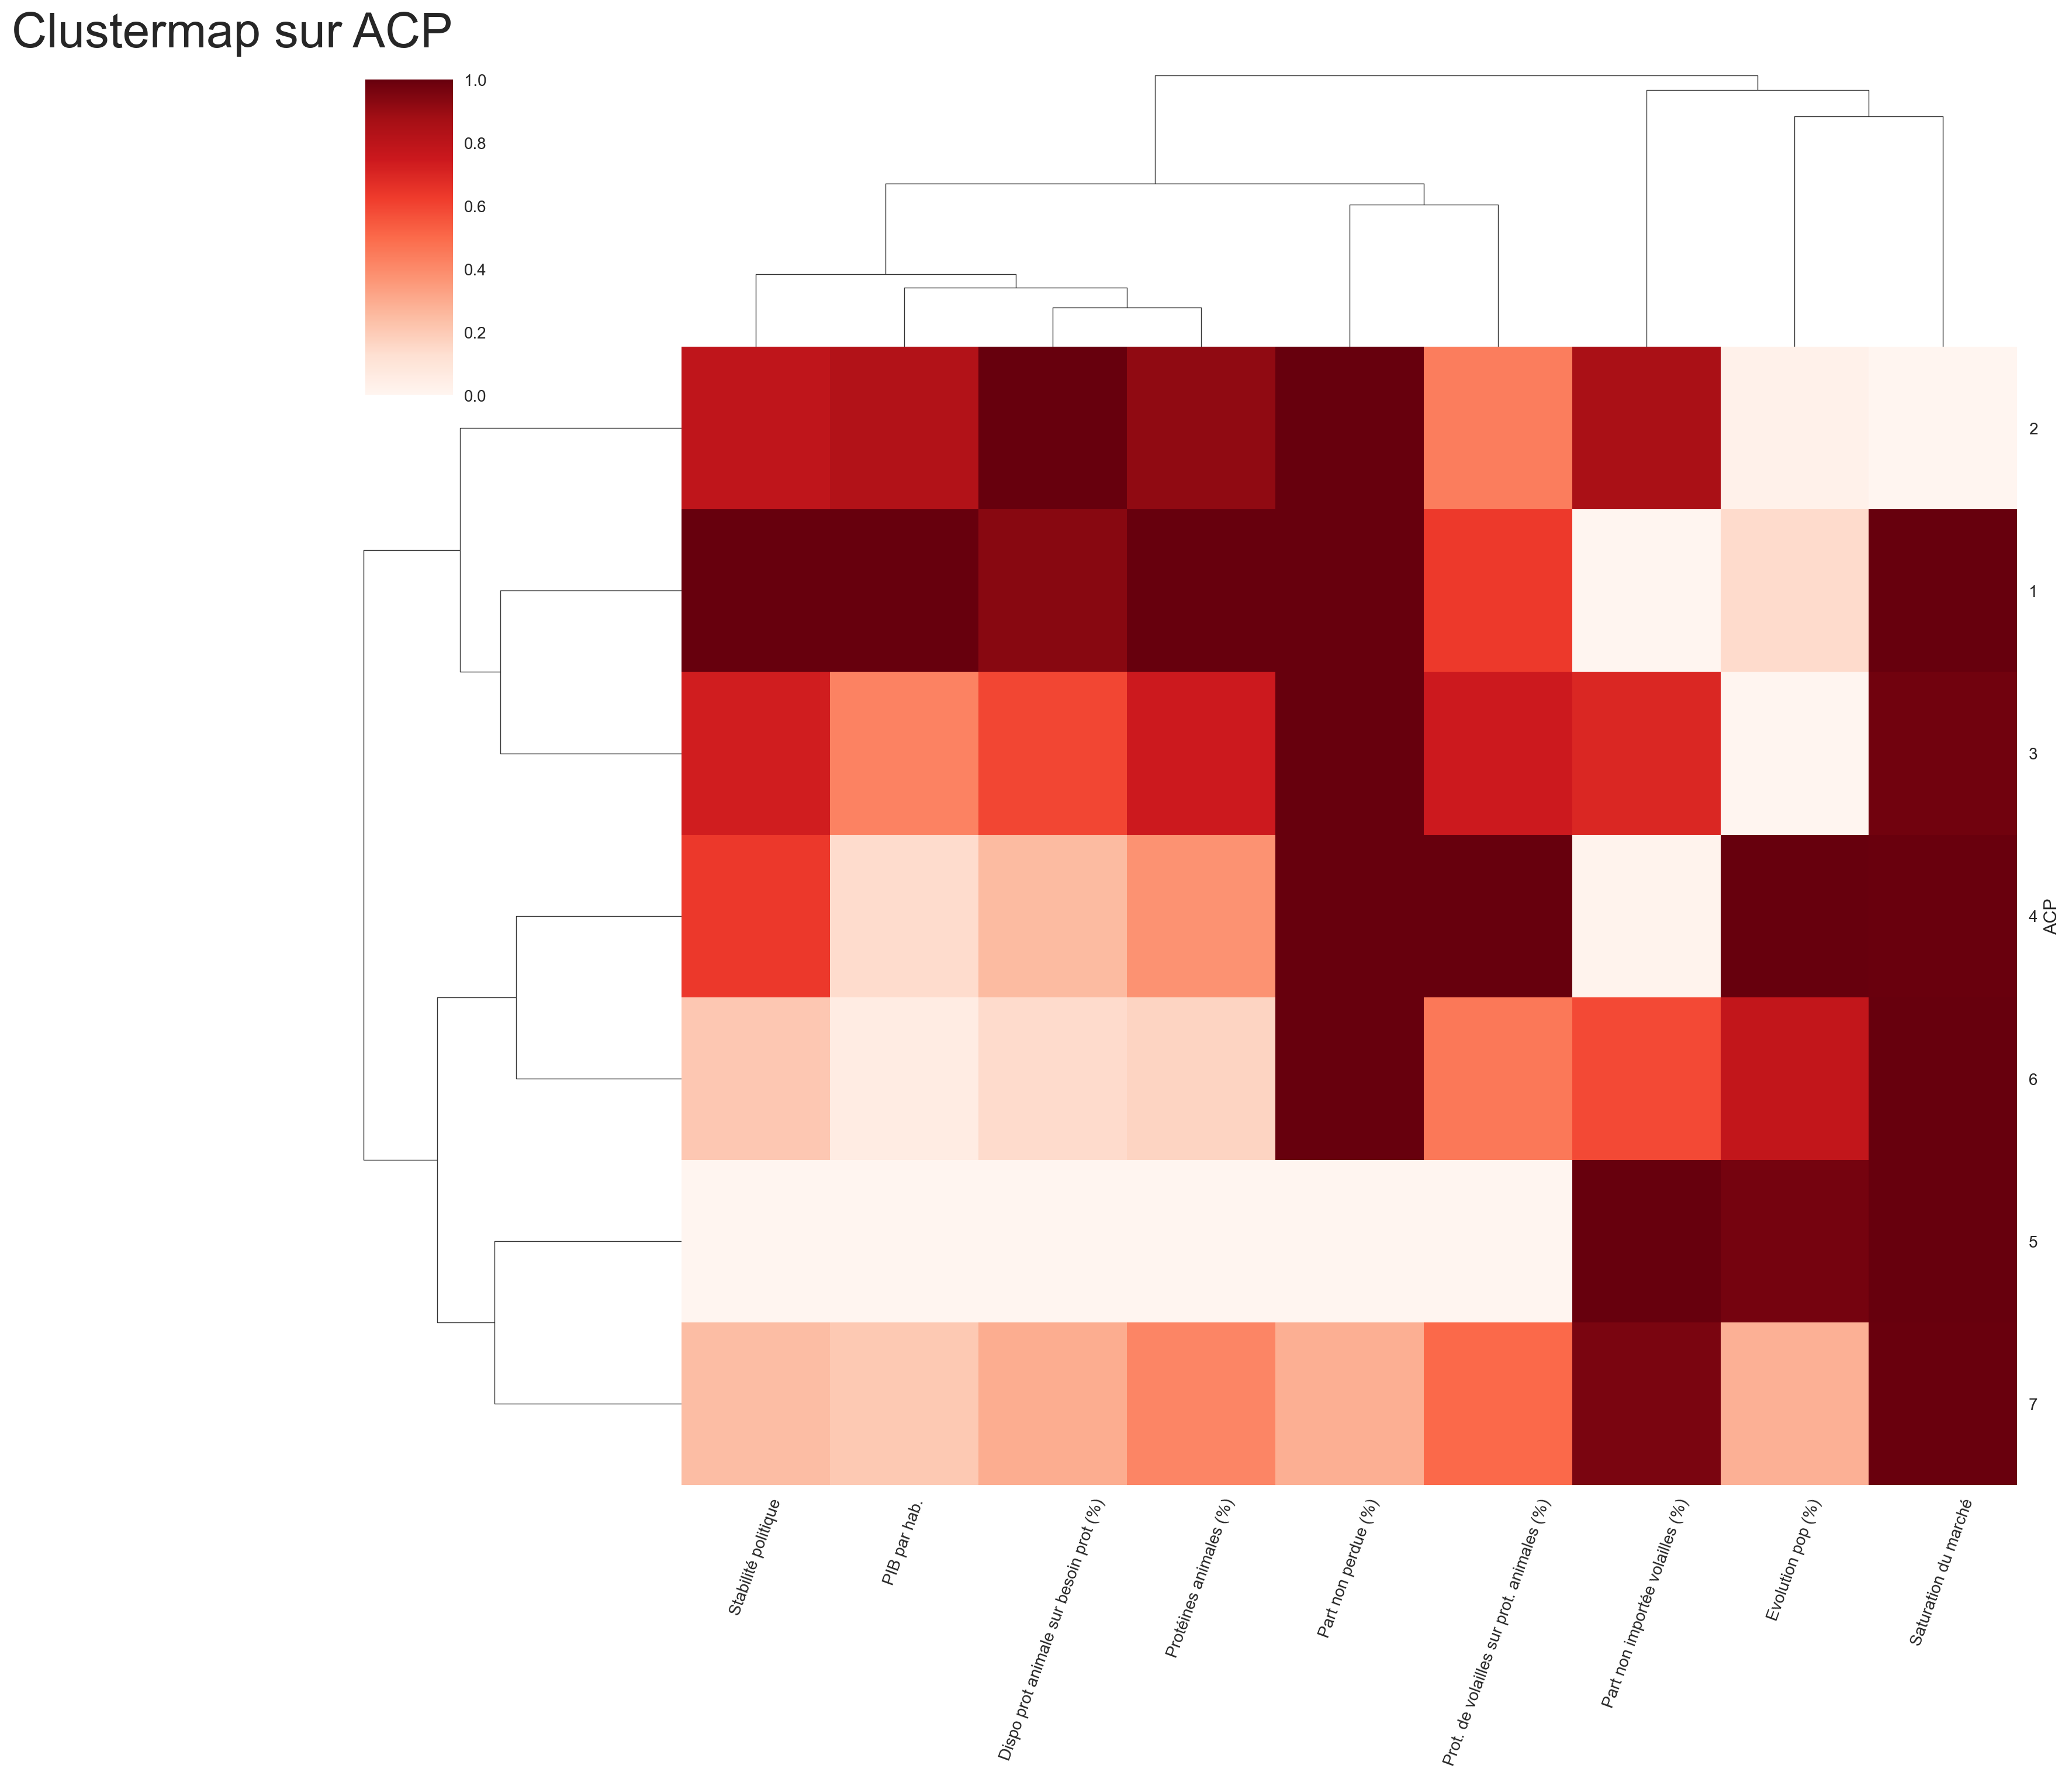 Clustermap sur ACP
1.0
0.8
0.6
0.4
0.2
0.0
2
1
3
4
6
5
7
ACP
Stabilité politique
PIB par hab.
Dispo prot animale sur besoin prot (%)
Protéines animales (%)
Part non perdue (%)
Prot. de volailles sur prot. animales (%)
Part non importée volailles (%)
Evolution pop (%)
Saturation du marché